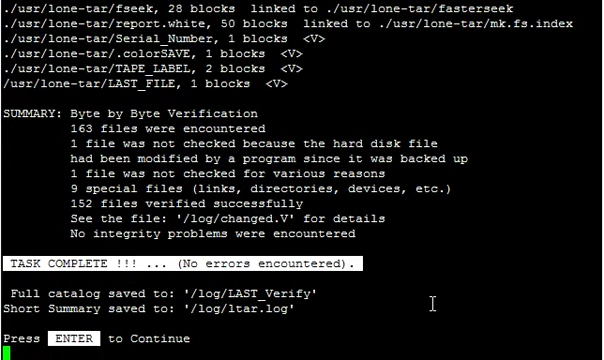 ./usr/lone-tar/fseek, 28 blocks linked to ./usr/lone-tar/fasterseek
./usr/lone-tar/report.white, 50 blocks linked to ./usr/lone-tar/mk.fs.index
./usr/lone-tar/Serial_Number, 1 blocks <V>
./usr/lone-tar/.colorSAVE, 1 blocks <V>
./usr/lone-tar/TAPE_LABEL, 2 blocks <V>
/usr/lone-tar/LAST_FILE, 1 blocks <V>
SUMMARY: Byte by Byte Verification
163 files were encountered
1 file was not checked because the hard disk file
had been modified by a program since it was backed up
1 file was not checked for various reasons
9 special files (links, directories, devices, etc.)
152 files verified successfully
See the file: '/log/changed.V' for details
No integrity problems were encountered
TASK COMPLETE !!! ... (No errors encountered).
Full catalog saved to: '/log/LAST_Verify'
Short Summary saved to: '/log/ltar.log'
Press ENTER to Continue